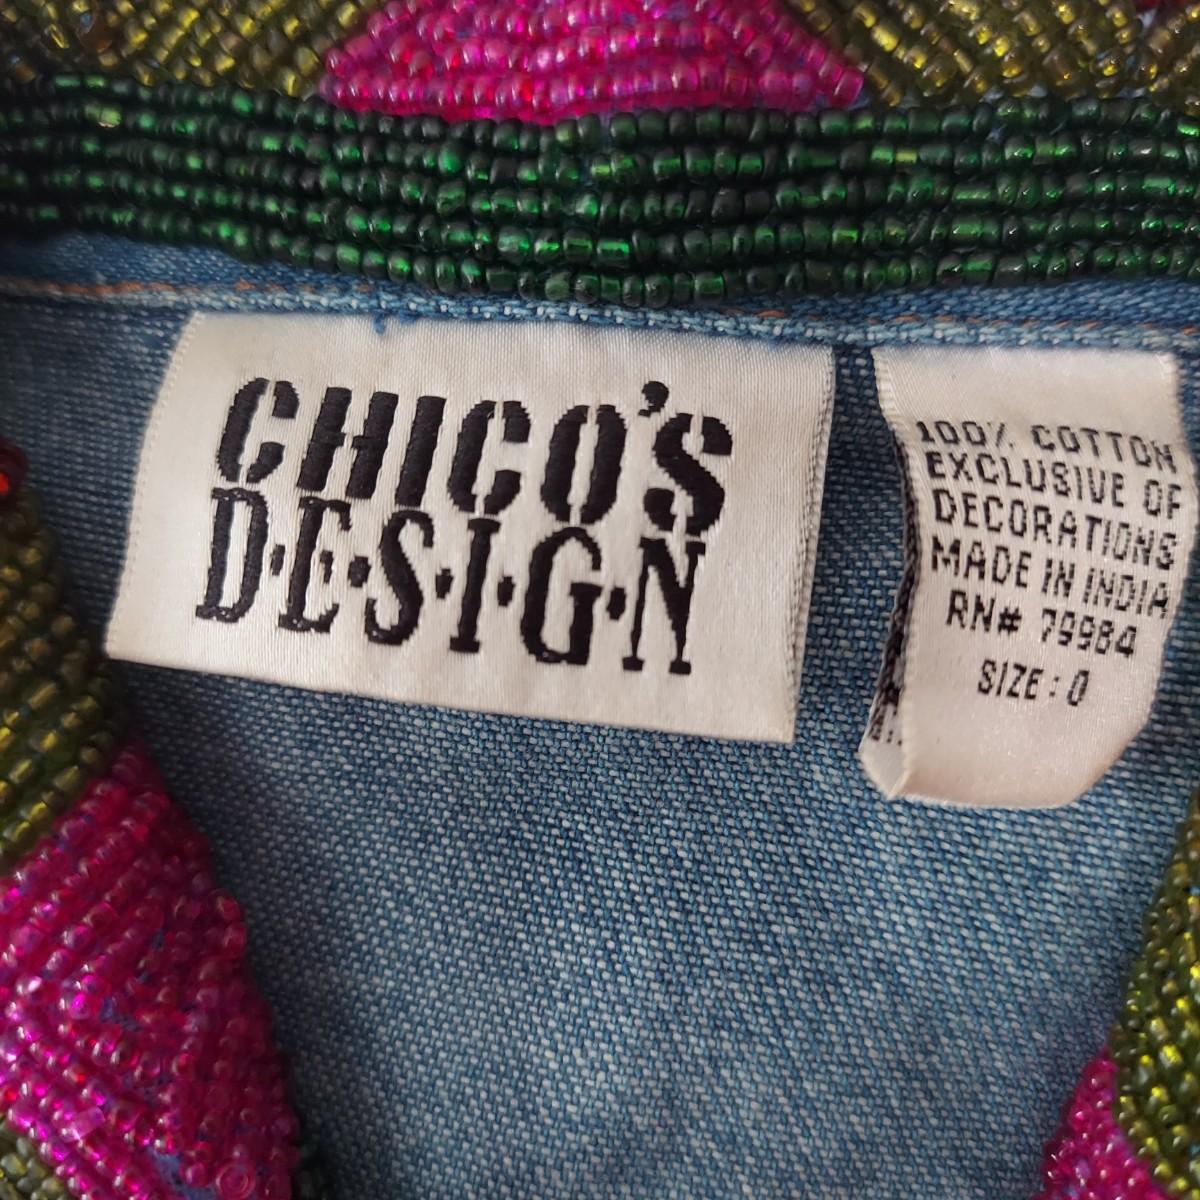 CHICO'S
D·E·S·I·G·N
100% COTTON
EXCLUSIVE OF
DECORATIONS
MADE IN INDIA
RN# 79984
SIZE: 0